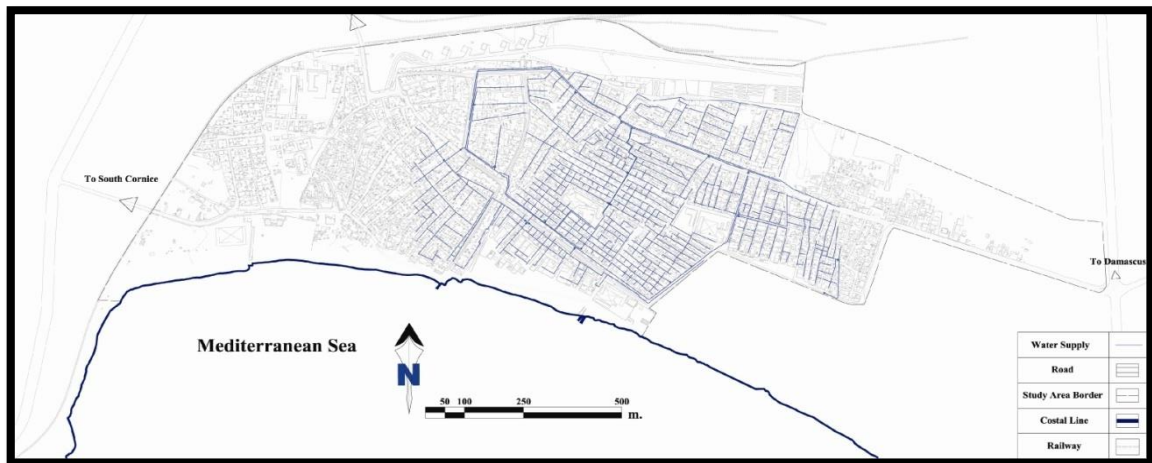 To South Cornice
To Damascus
Mediterranean Sea
N
50 100 250 500
m.
Water Supply
Road
Study Area Border
Costal Line
Railway